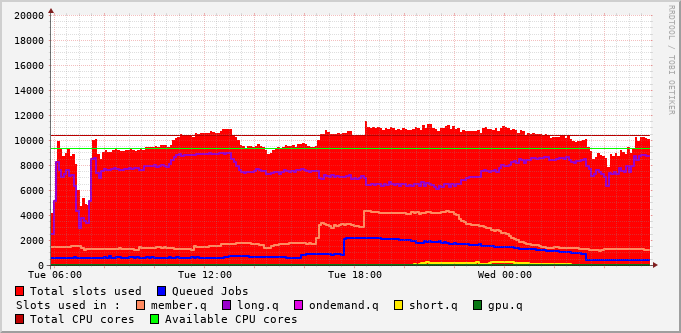 20000
18000
16000
14000
12000
10000
8000
6000
4000
2000
0
Tue 06:00 Tue 12:00 Tue 18:00 Wed 00:00
RRDTOOL / TOBI OETIKER
Total slots used Queued Jobs
Slots used in : member.q long.q ondemand.q short.q gpu.q
Total CPU cores Available CPU cores